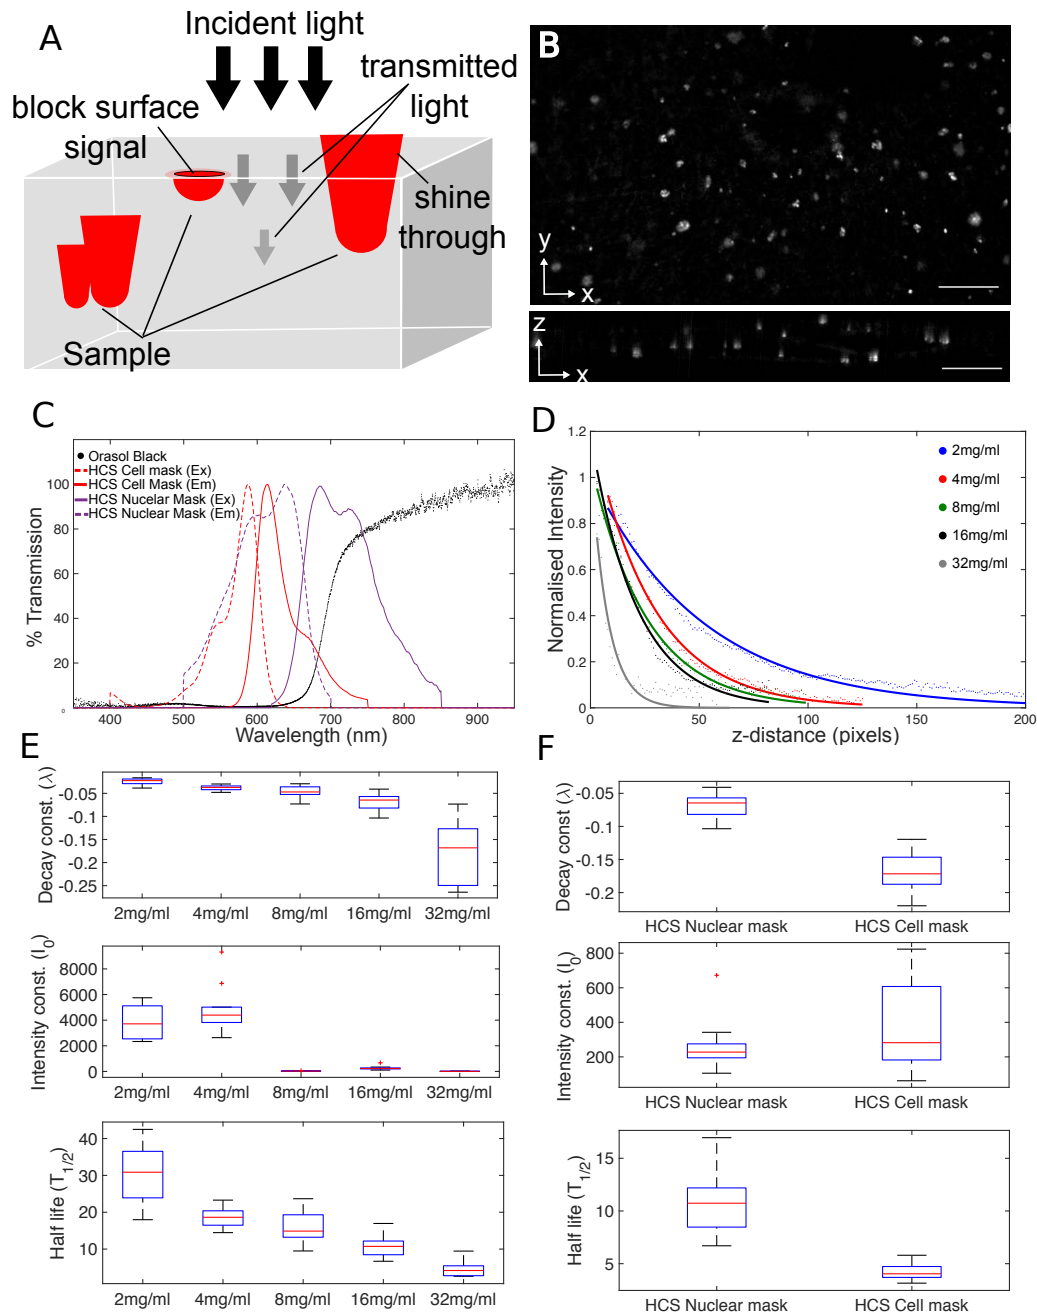 A
Incident light
block surface
signal
transmitted
light
shine
through
Sample
B
y
x
z
x
C
% Transmission
100
80
60
40
20
0
Orasol Black
HCS Cell mask (Ex)
HCS Cell Mask (Em)
HCS Nucelar Mask (Ex)
HCS Nuclear Mask (Em)
400 500 600 700 800 900
Wavelength (nm)
D
Normalised Intensity
1.2
1
0.8
0.6
0.4
0.2
0
2mg/ml
4mg/ml
8mg/ml
16mg/ml
32mg/ml
0 50 100 150 200
z-distance (pixels)
E
Decay const. (λ)
-0.05
-0.1
-0.15
-0.2
-0.25
2mg/ml 4mg/ml 8mg/ml 16mg/ml 32mg/ml
Intensity const. (I0)
8000
6000
4000
2000
0
2mg/ml 4mg/ml 8mg/ml 16mg/ml 32mg/ml
Half life (T1/2)
40
30
20
10
2mg/ml 4mg/ml 8mg/ml 16mg/ml 32mg/ml
F
Decay const (λ)
-0.05
-0.1
-0.15
-0.2
HCS Nuclear mask HCS Cell mask
Intensity const. (I0)
800
600
400
200
HCS Nuclear mask HCS Cell mask
Half life (T1/2)
15
10
5
HCS Nuclear mask HCS Cell mask